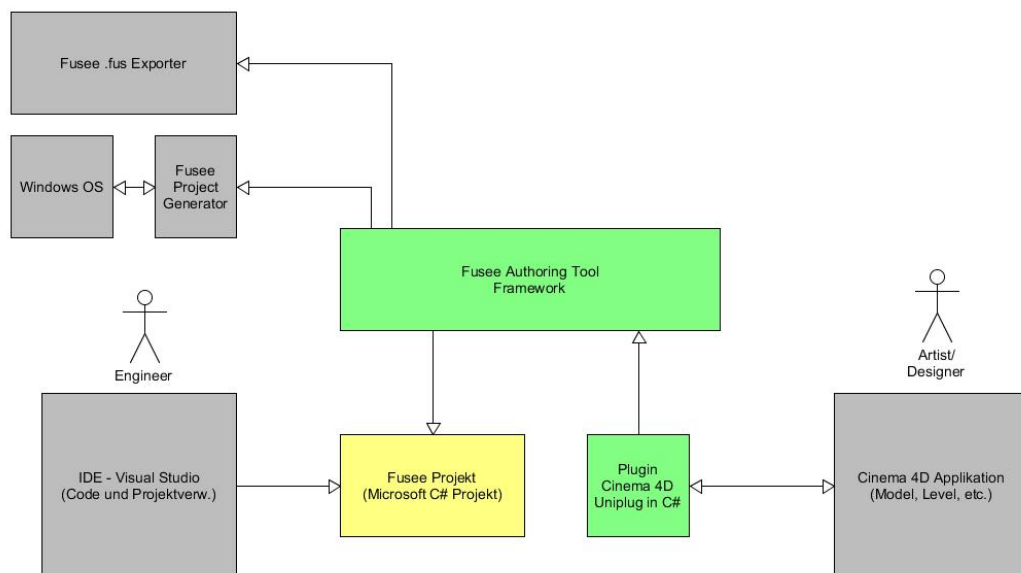 Fusee .fus Exporter
Windows OS
Fusee
Project
Generator
Fusee Authoring Tool
Framework
Engineer
Artist/
Designer
IDE - Visual Studio
(Code und Projektverw.)
Fusee Projekt
(Microsoft C# Projekt)
Plugin
Cinema 4D
Uniplug in C#
Cinema 4D Applikation
(Model, Level, etc.)